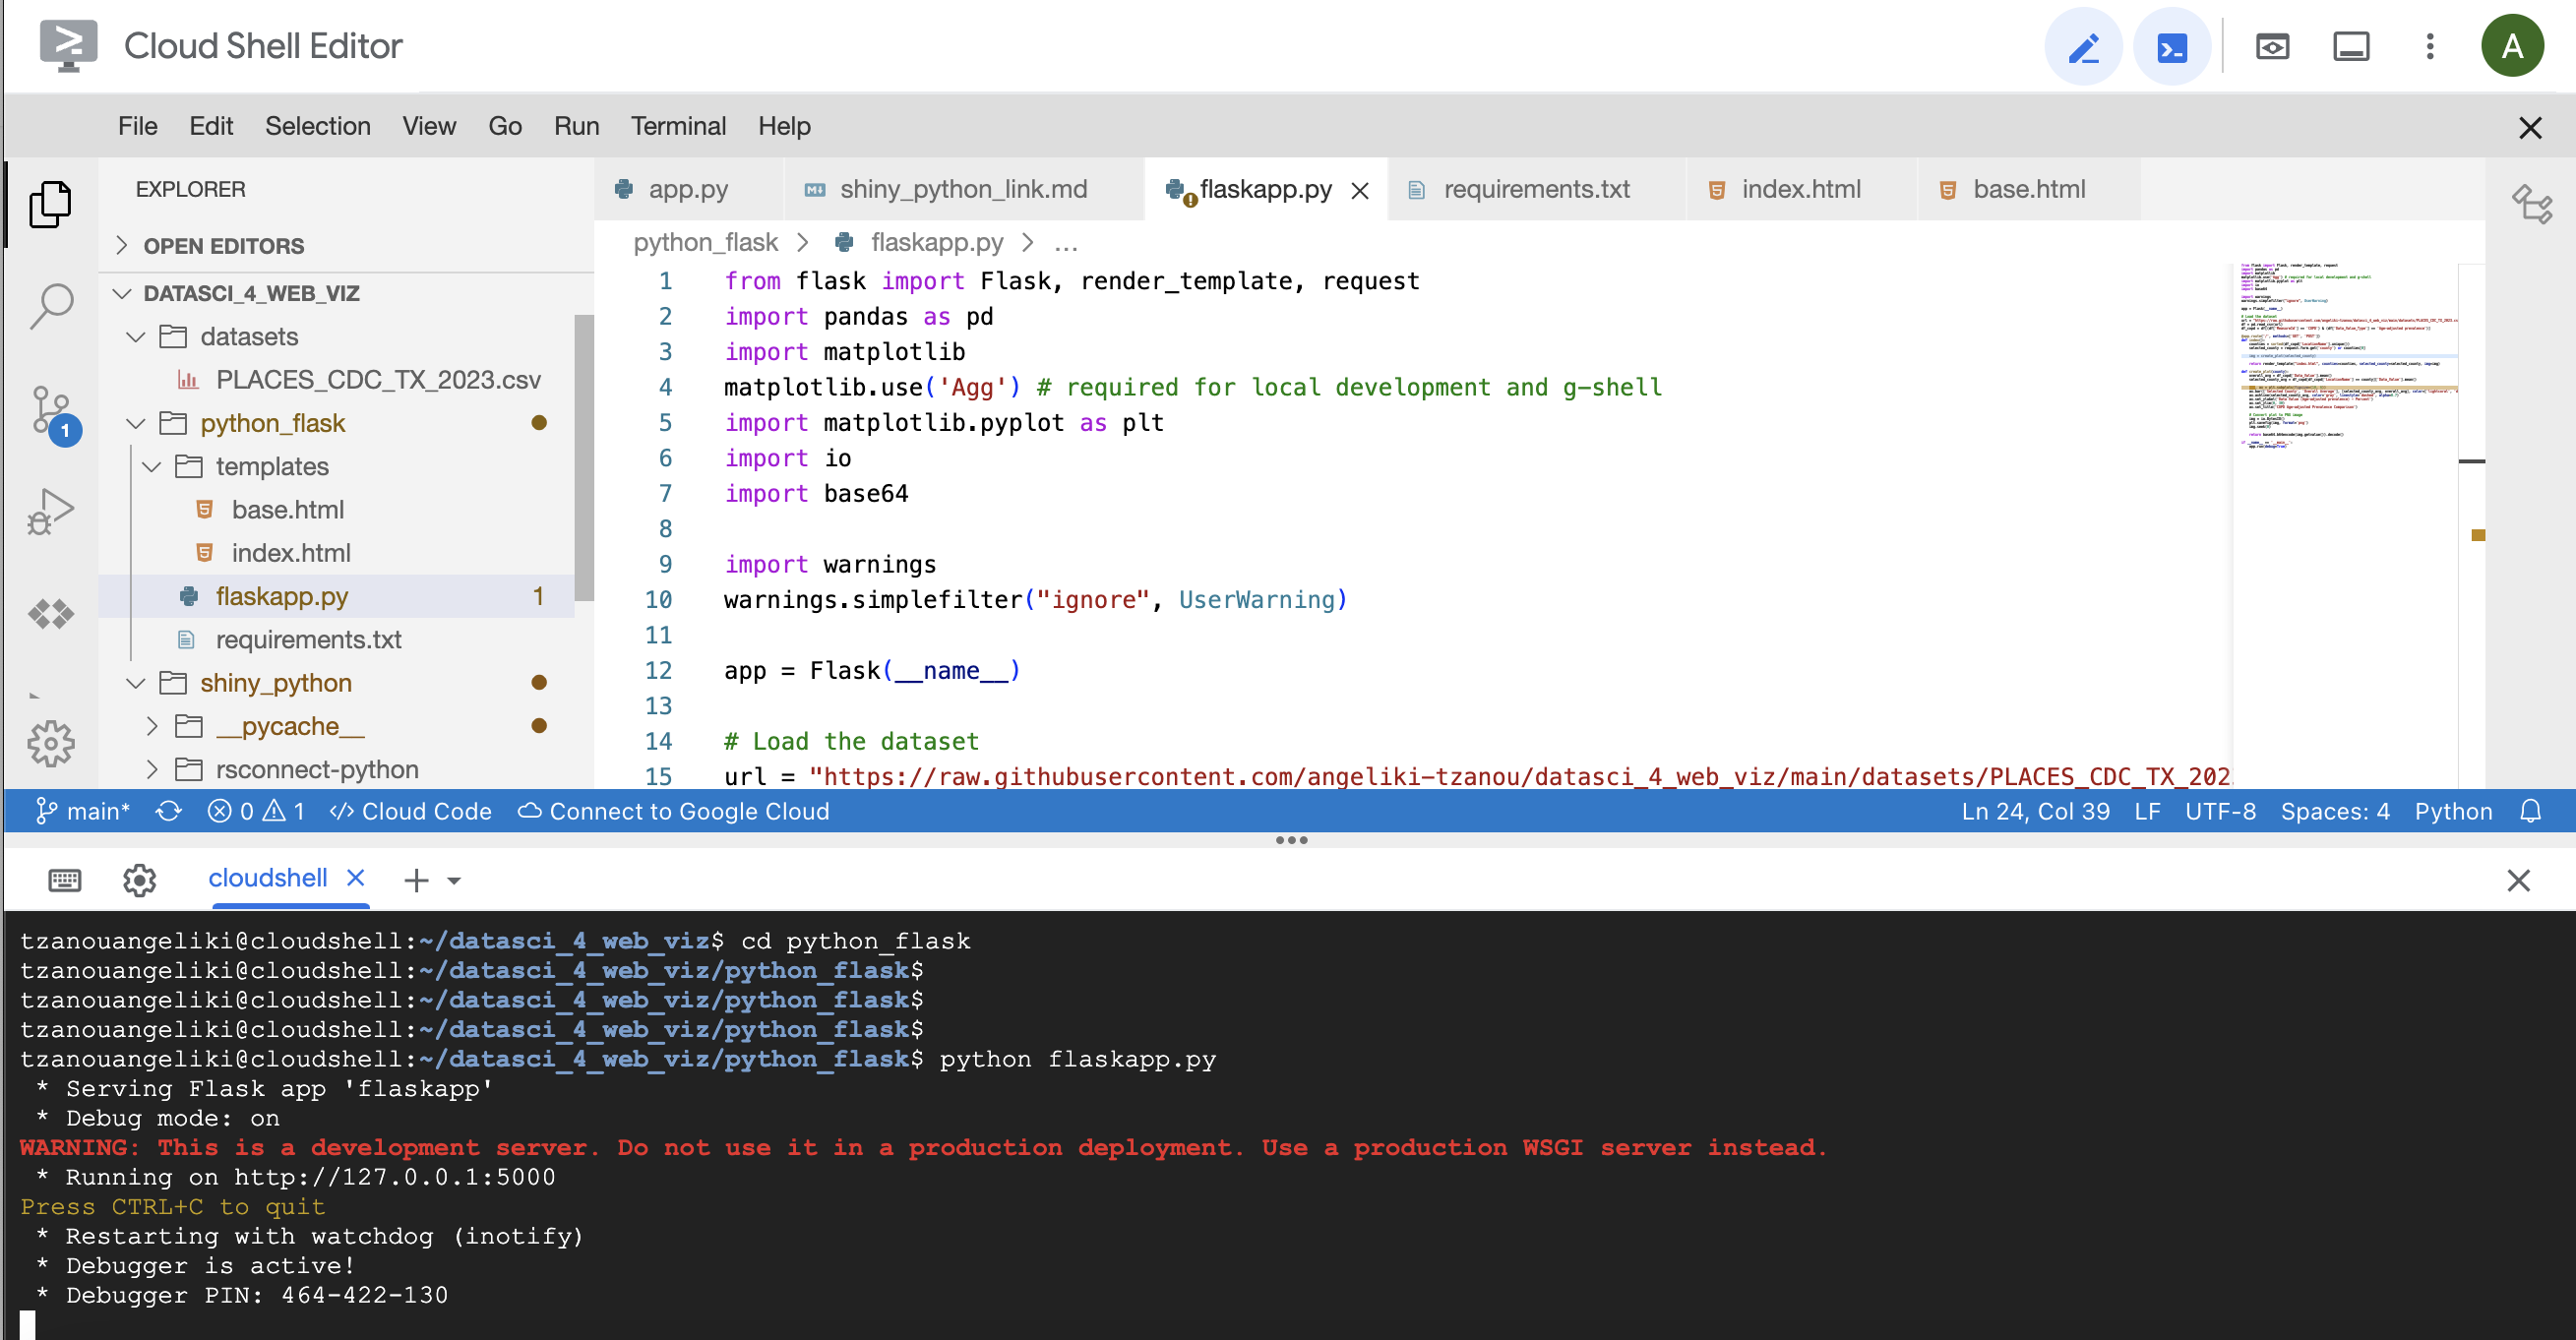 Cloud Shell Editor
A
File Edit Selection View Go Run Terminal Help
EXPLORER
OPEN EDITORS
DATASCI_4_WEB_VIZ
datasets
PLACES_CDC_TX_2023.csv
python_flask
templates
base.html
index.html
flaskapp.py 1
requirements.txt
shiny_python
__pycache__
rsconnect-python
1
app.py shiny_python_link.md flaskapp.py requirements.txt index.html base.html
python_flask > flaskapp.py > ...
1 from flask import Flask, render_template, request
2 import pandas as pd
3 import matplotlib
4 matplotlib.use('Agg') # required for local development and g-shell
5 import matplotlib.pyplot as plt
6 import io
7 import base64
8
9 import warnings
10 warnings.simplefilter("ignore", UserWarning)
11
12 app = Flask(__name__)
13
14 # Load the dataset
15 url = "https://raw.githubusercontent.com/angeliki-tzanou/datasci_4_web_viz/main/datasets/PLACES_CDC_TX_202
main* 0 1 Cloud Code Connect to Google Cloud Ln 24, Col 39 LF UTF-8 Spaces: 4 Python
cloudshell
tzanouangeliki@cloudshell:~/datasci_4_web_viz$ cd python_flask
tzanouangeliki@cloudshell:~/datasci_4_web_viz/python_flask$
tzanouangeliki@cloudshell:~/datasci_4_web_viz/python_flask$
tzanouangeliki@cloudshell:~/datasci_4_web_viz/python_flask$
tzanouangeliki@cloudshell:~/datasci_4_web_viz/python_flask$ python flaskapp.py
* Serving Flask app 'flaskapp'
* Debug mode: on
WARNING: This is a development server. Do not use it in a production deployment. Use a production WSGI server instead.
* Running on http://127.0.0.1:5000
Press CTRL+C to quit
* Restarting with watchdog (inotify)
* Debugger is active!
* Debugger PIN: 464-422-130